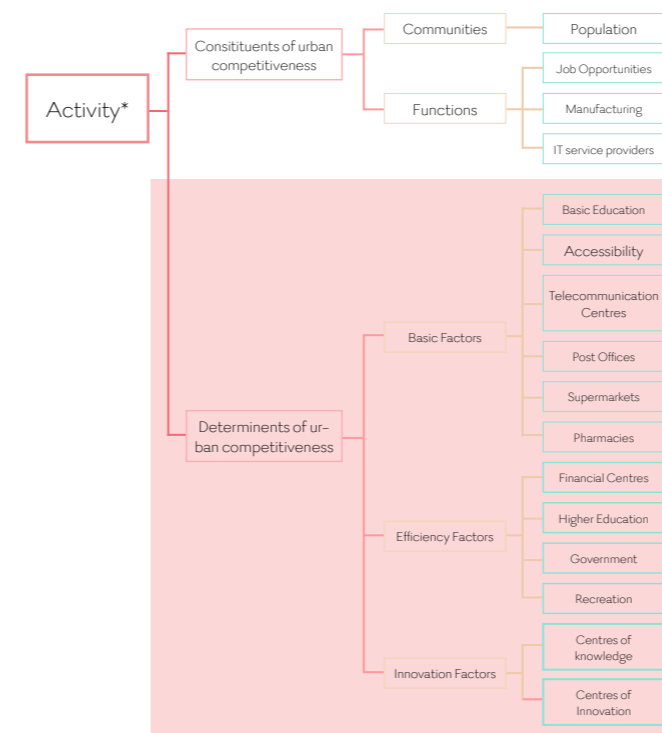 Activity*
Consitituents of urban
competitiveness
Communities
Population
Functions
Job Opportunities
Manufacturing
IT service providers
Determinents of ur-
ban competitiveness
Basic Factors
Basic Education
Accessibility
Telecommunication
Centres
Post Offices
Supermarkets
Pharmacies
Efficiency Factors
Financial Centres
Higher Education
Government
Recreation
Innovation Factors
Centres of
knowledge
Centres of
Innovation